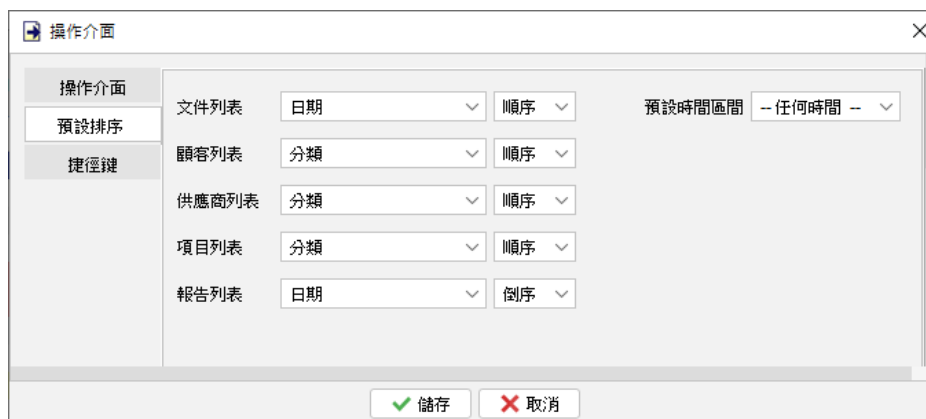 操作介面
操作介面
預設排序
捷徑鍵
文件列表 日期 順序 預設時間區間 -- 任何時間 --
顧客列表 分類 順序
供應商列表 分類 順序
項目列表 分類 順序
報告列表 日期 倒序
儲存 取消